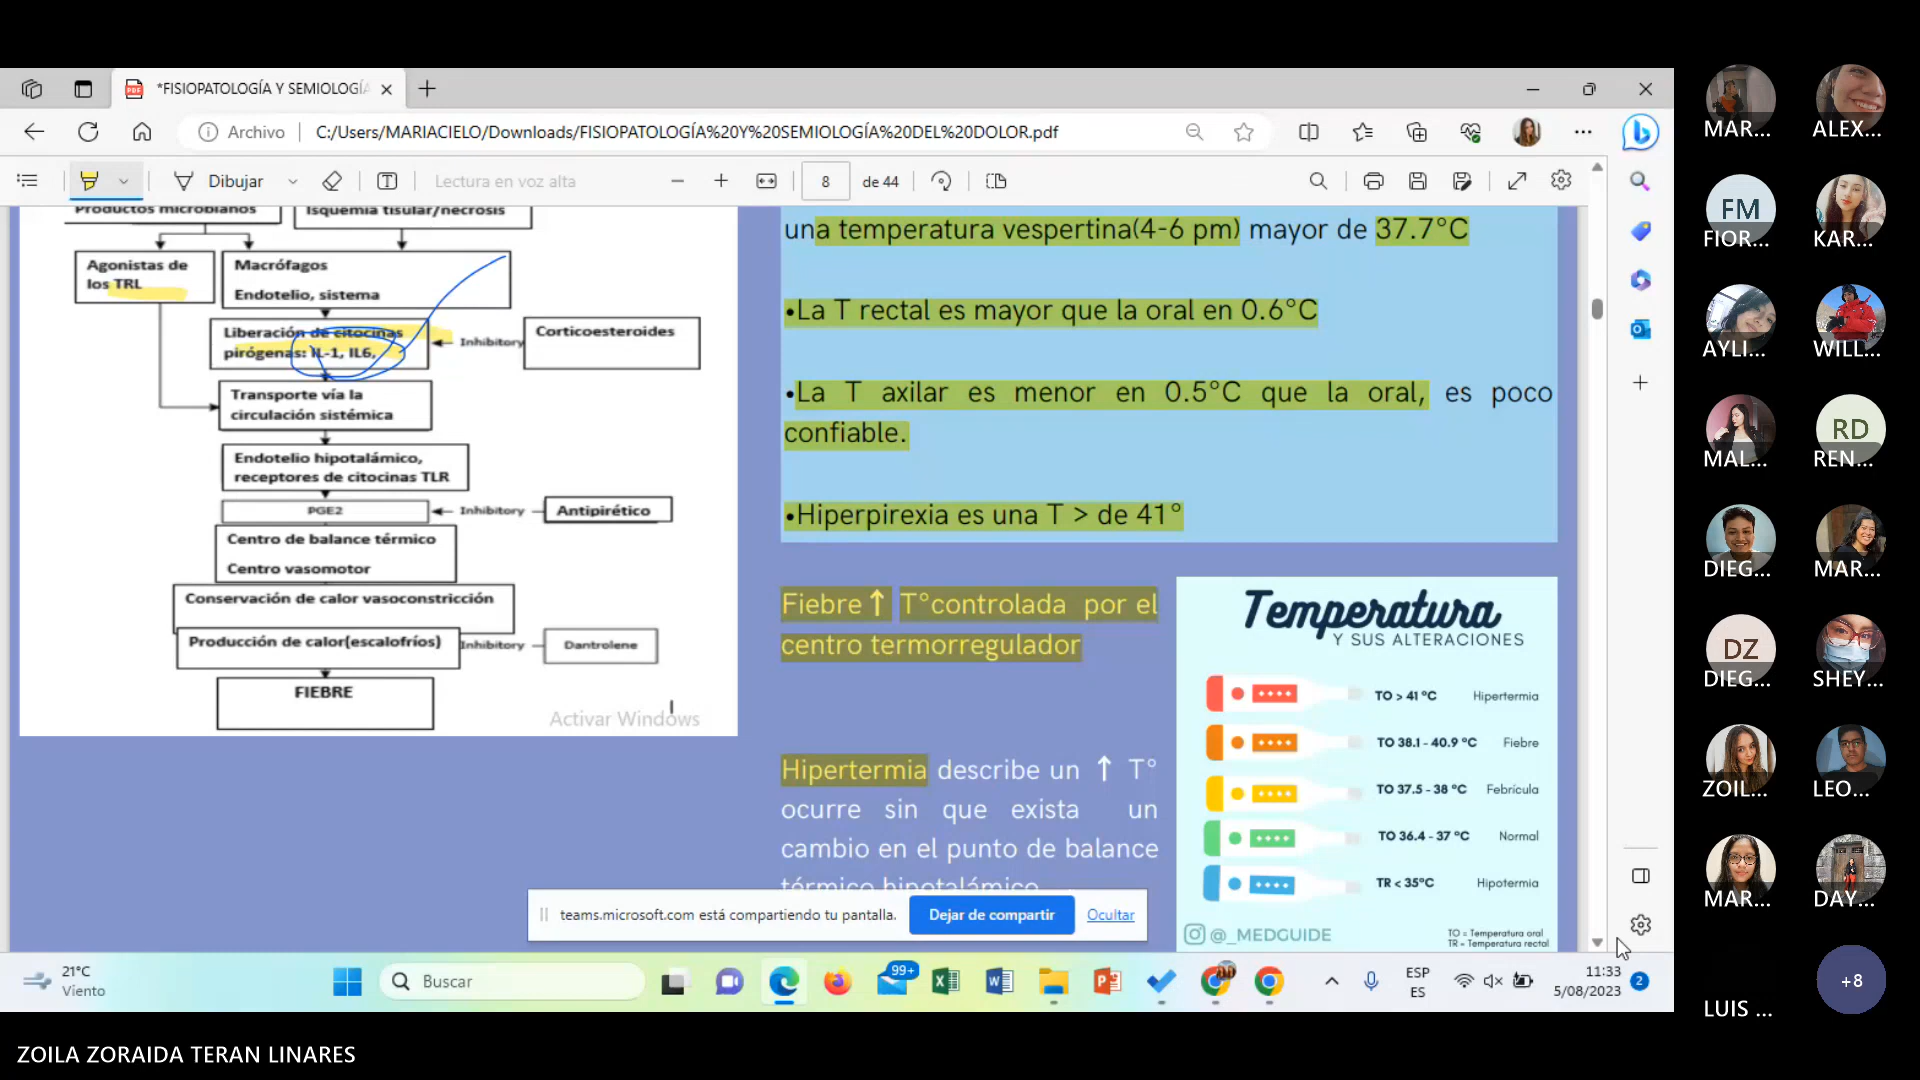 *FISIOPATOLOGÍA Y SEMIOLOGÍA
Archivo
C:/Users/MARIACIELO/Downloads/FISIOPATOLOGÍA%20Y%20SEMIOLOGÍA%20DEL%20DOLOR.pdf
Dibujar
Lectura en voz alta
8 de 44
Productos microbianos
Isquemia tisular/necrosis
Agonistas de
los TRL
Macrófagos
Endotelio, sistema
Liberación de citocinas
pirógenas: IL-1, IL6,
Inhibitory
Corticoesteroides
Transporte vía la
circulación sistémica
Endotelio hipotalámico,
receptores de citocinas TLR
PGE2
Inhibitory
Antipirético
Centro de balance térmico
Centro vasomotor
Conservación de calor vasoconstricción
Producción de calor(escalofríos)
Inhibitory
Dantrolene
FIEBRE
Activar Windows
una temperatura vespertina(4-6 pm) mayor de 37.7°C
•La T rectal es mayor que la oral en 0.6°C
•La T axilar es menor en 0.5°C que la oral, es poco
confiable.
•Hiperpirexia es una T > de 41°
Fiebre↑ T°controlada por el
centro termorregulador
Hipertermia describe un ↑ T°
ocurre sin que exista un
cambio en el punto de balance
térmico hipotalámico
Temperatura
Y SUS ALTERACIONES
TO > 41 °C Hipertermia
TO 38.1 - 40.9 °C Fiebre
TO 37.5 - 38 °C Febrícula
TO 36.4 - 37 °C Normal
TR < 35°C Hipotermia
@_MEDGUIDE
TO = Temperatura oral
TR = Temperatura rectal
teams.microsoft.com está compartiendo tu pantalla.
Dejar de compartir
Ocultar
21°C
Viento
Buscar
99+
ESP
ES
11:33
5/08/2023
2
MAR...
ALEX...
FM
FIOR...
KAR...
AYLI...
WILL...
MAL...
RD
REN...
DIEG...
MAR...
DZ
DIEG...
SHEY...
ZOIL...
LEO...
MAR...
DAY...
LUIS ...
+8
ZOILA ZORAIDA TERAN LINARES